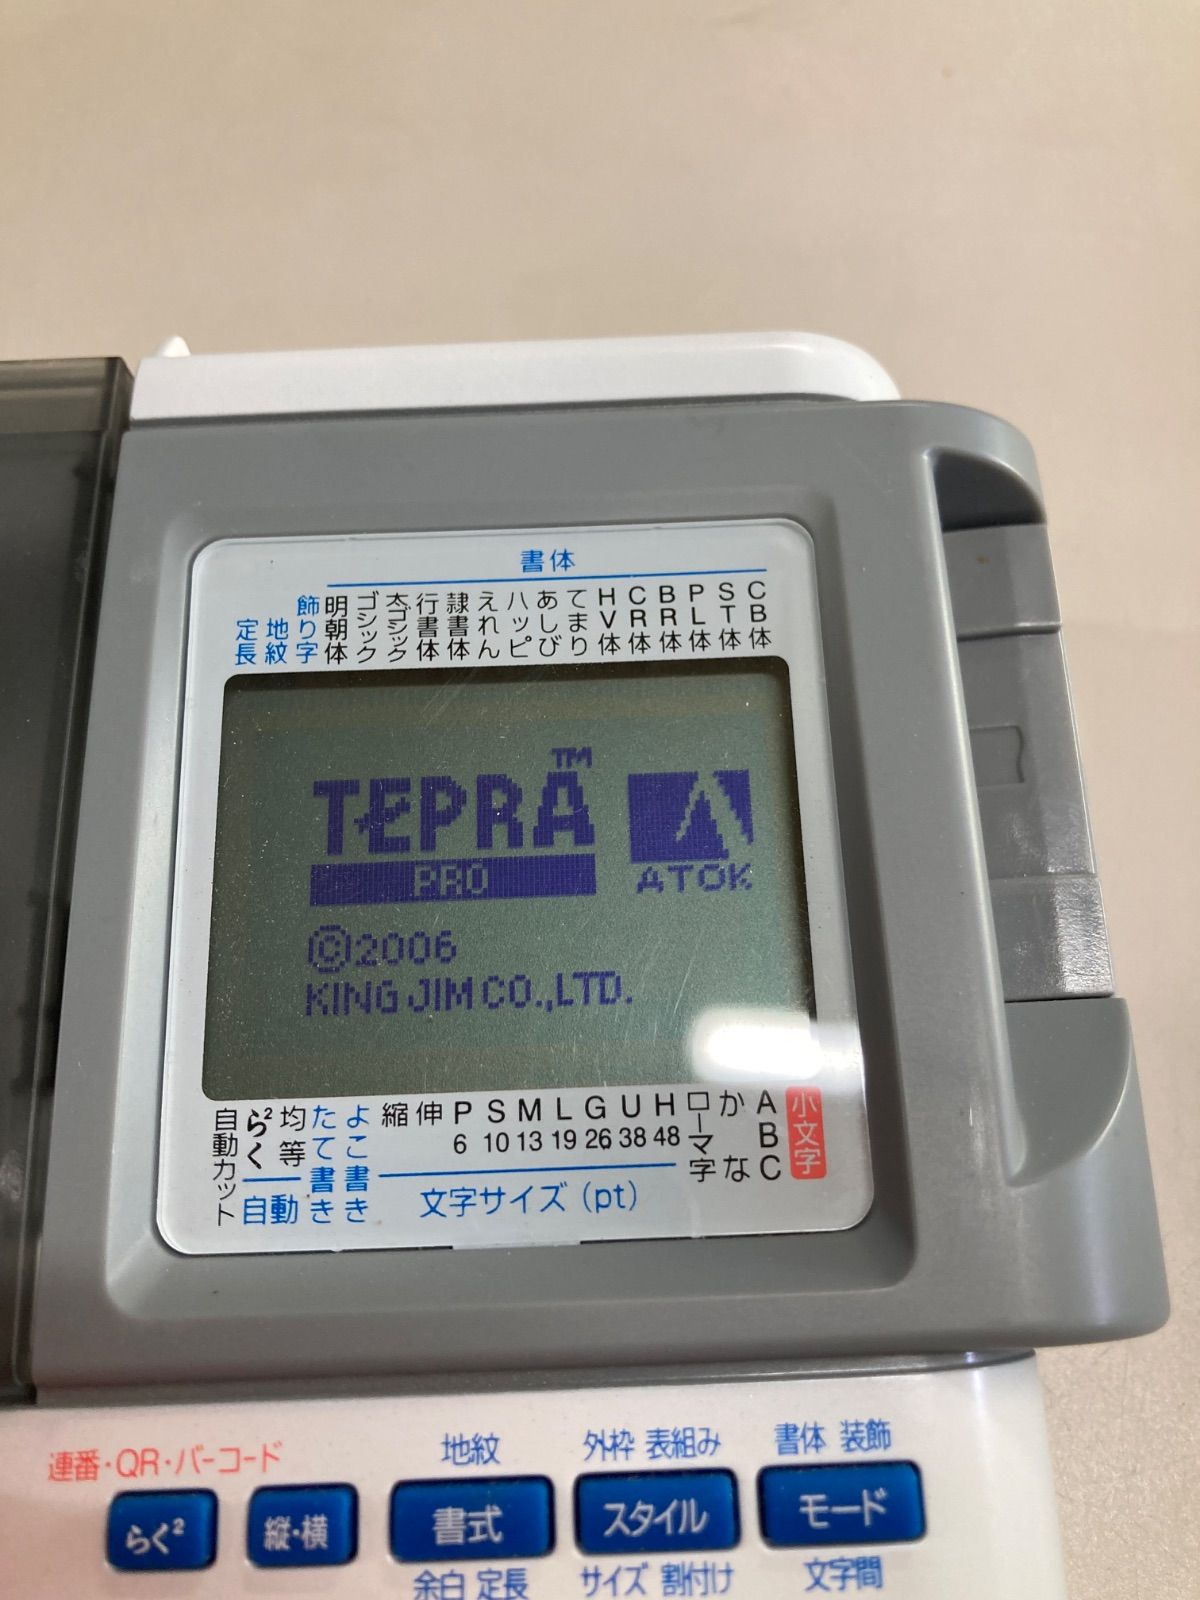 書体
定長
地紋
飾り字
明朝体
ゴシック
太ゴシック
行書体
隷書体
えれん
ハッピ
あしび
てまり
HV体
CR体
BR体
PL体
ST体
CB体
TEPRA™
PRO
ATOK
©2006
KING JIM CO.,LTD.
自動カット
らく²
均等
たて書き
よこ書き
縮
伸
P 6
S 10
M 13
L 19
G 26
U 38
H 48
ローマ字
かな
ABC
小文字
自動
文字サイズ(pt)
連番・QR・バーコード
地紋
外枠 表組み
書体 装飾
らく²
縦・横
書式
スタイル
モード
余白 定長
サイズ 割付け
文字間